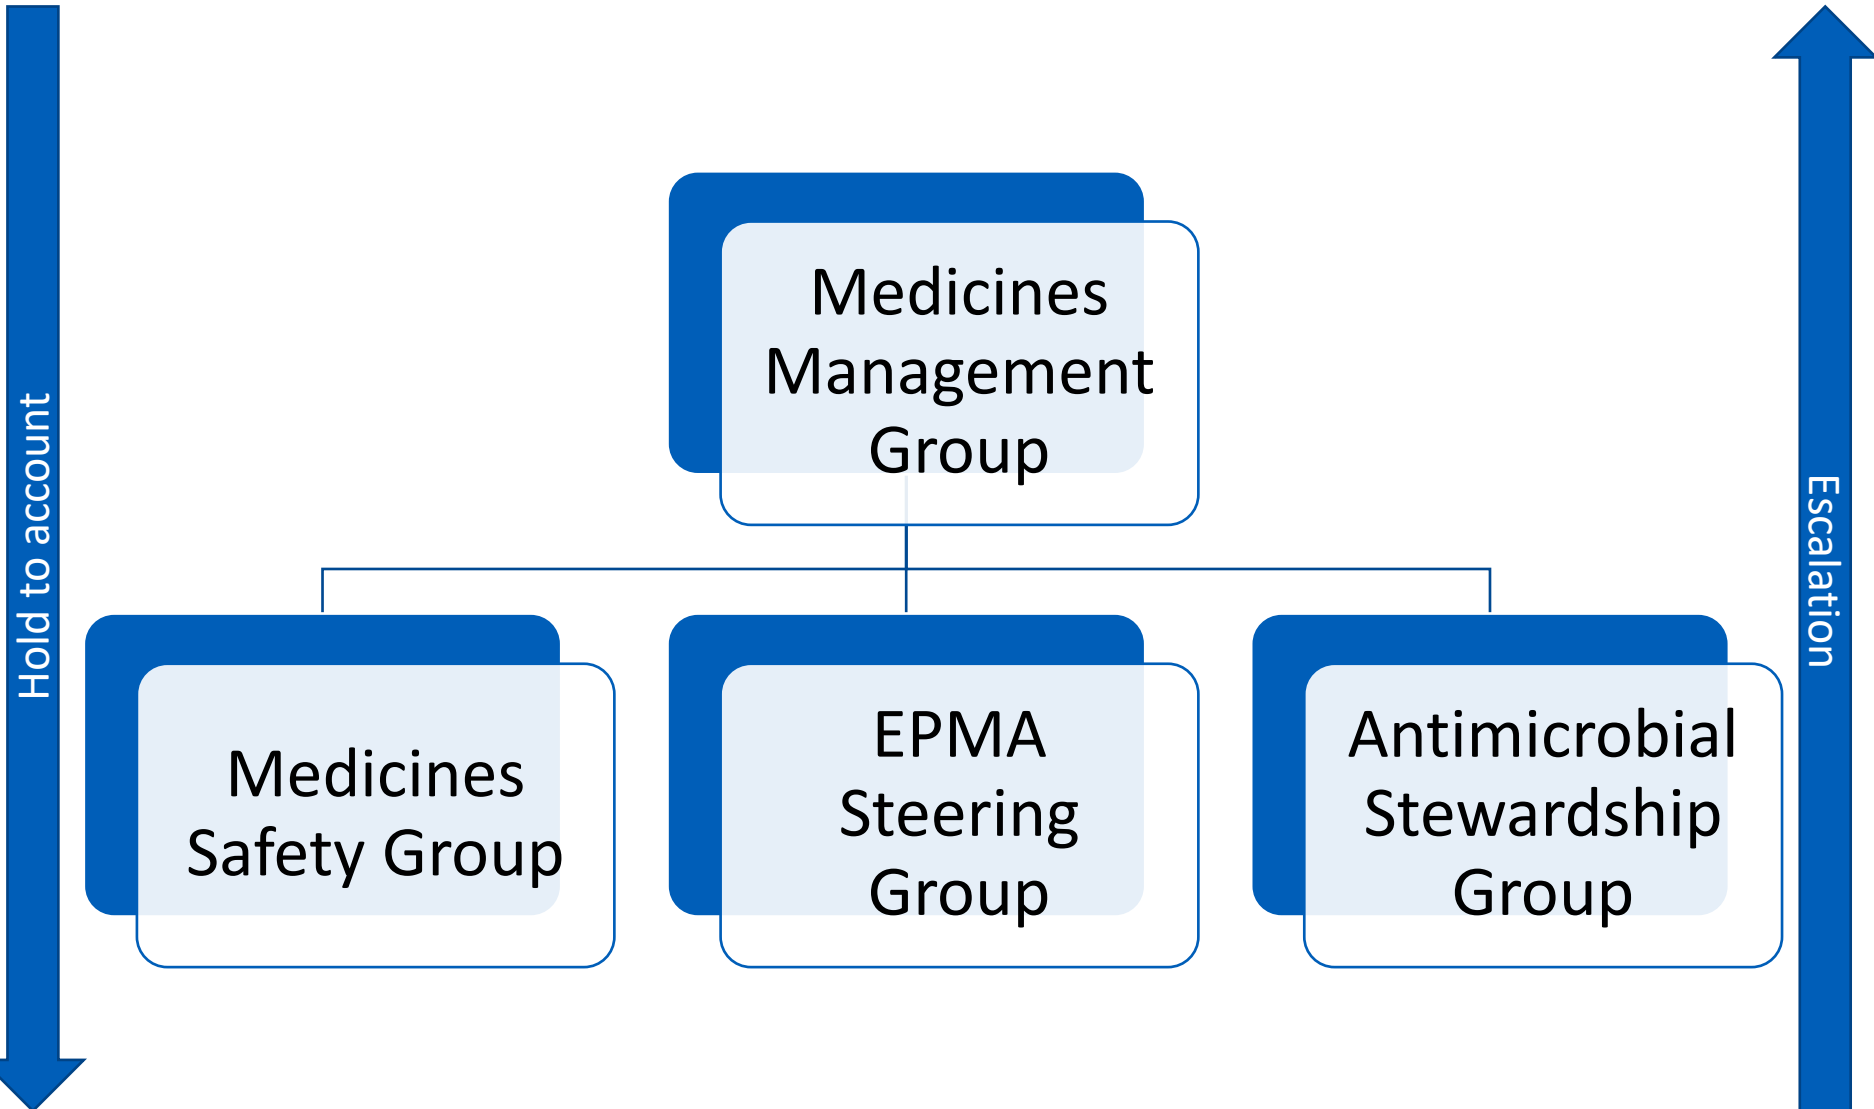 Hold to account
Medicines
Management
Group
Escalation
Medicines
Safety Group
EPMA
Steering
Group
Antimicrobial
Stewardship
Group